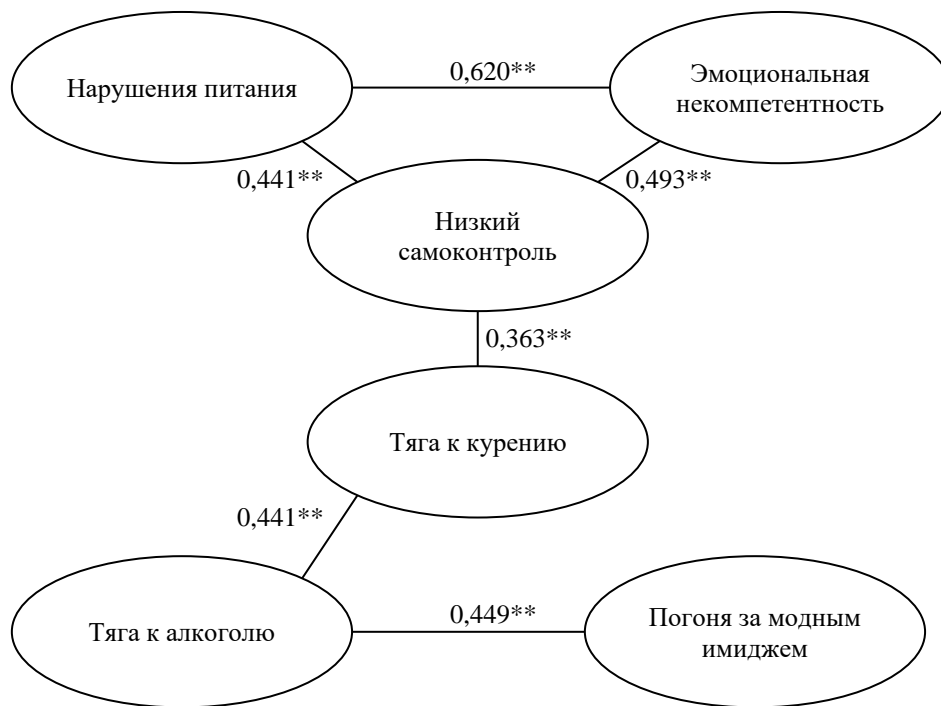 Нарушения питания
0,620**
Эмоциональная
некомпетентность
0,441**
0,493**
Низкий
самоконтроль
0,363**
Тяга к курению
0,441**
Тяга к алкоголю
0,449**
Погоня за модным
имиджем